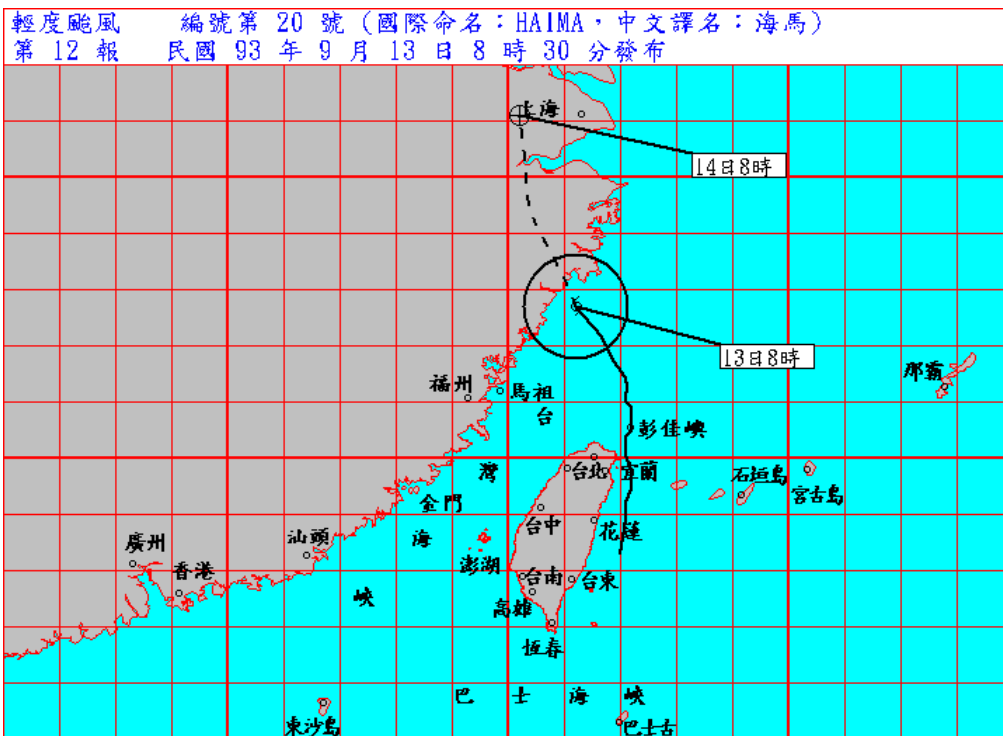 輕度颱風 編號第 20 號 (國際命名：HAIMA，中文譯名：海馬)
第 12 報 民國 93 年 9 月 13 日 8 時 30 分發布
上海
14日8時
13日8時
那霸
福州
馬祖
台
彭佳嶼
灣
台北
宜蘭
石垣島
宮古島
金門
台中
花蓮
汕頭
海
廣州
澎湖
香港
台南
台東
峽
高雄
恆春
巴士海峽
東沙島
巴士古